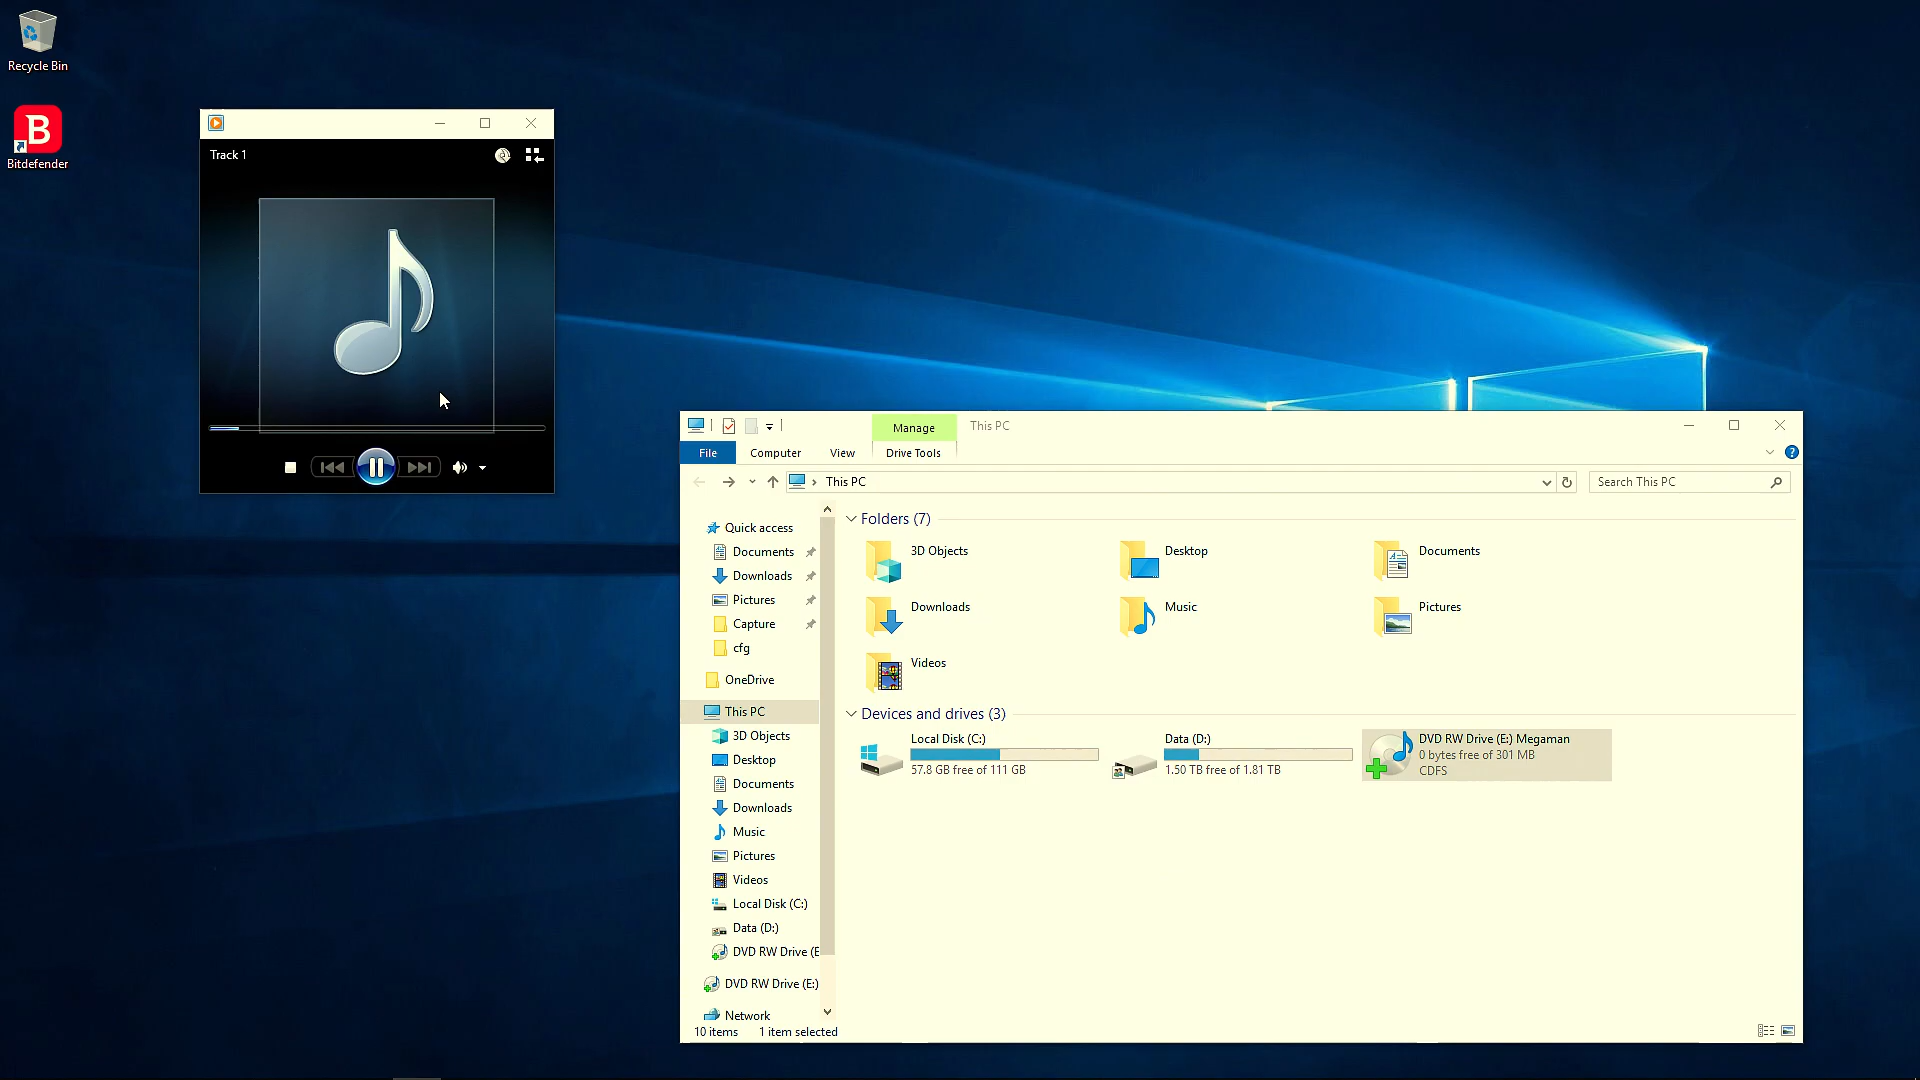 Recycle Bin
B
Bitdefender
Track 1
Manage
This PC
File
Computer
View
Drive Tools
This PC
Search This PC
Quick access
Documents
Downloads
Pictures
Capture
cfg
OneDrive
This PC
3D Objects
Desktop
Documents
Downloads
Music
Pictures
Videos
Local Disk (C:)
Data (D:)
DVD RW Drive (E
DVD RW Drive (E:)
Network
Folders (7)
3D Objects
Desktop
Documents
Downloads
Music
Pictures
Videos
Devices and drives (3)
Local Disk (C:)
57.8 GB free of 111 GB
Data (D:)
1.50 TB free of 1.81 TB
DVD RW Drive (E:) Megaman
0 bytes free of 301 MB
CDFS
10 items
1 item selected